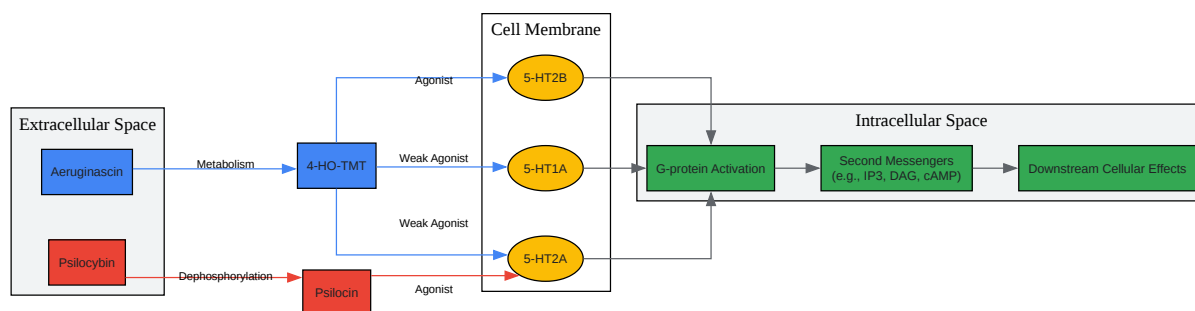 Cell Membrane
5-HT2B
Agonist
Extracellular Space
Intracellular Space
Aeruginascin
Metabolism
4-HO-TMT
Weak Agonist
5-HT1A
G-protein Activation
Second Messengers
(e.g., IP3, DAG, cAMP)
Downstream Cellular Effects
Weak Agonist
Psilocybin
5-HT2A
Dephosphorylation
Psilocin
Agonist